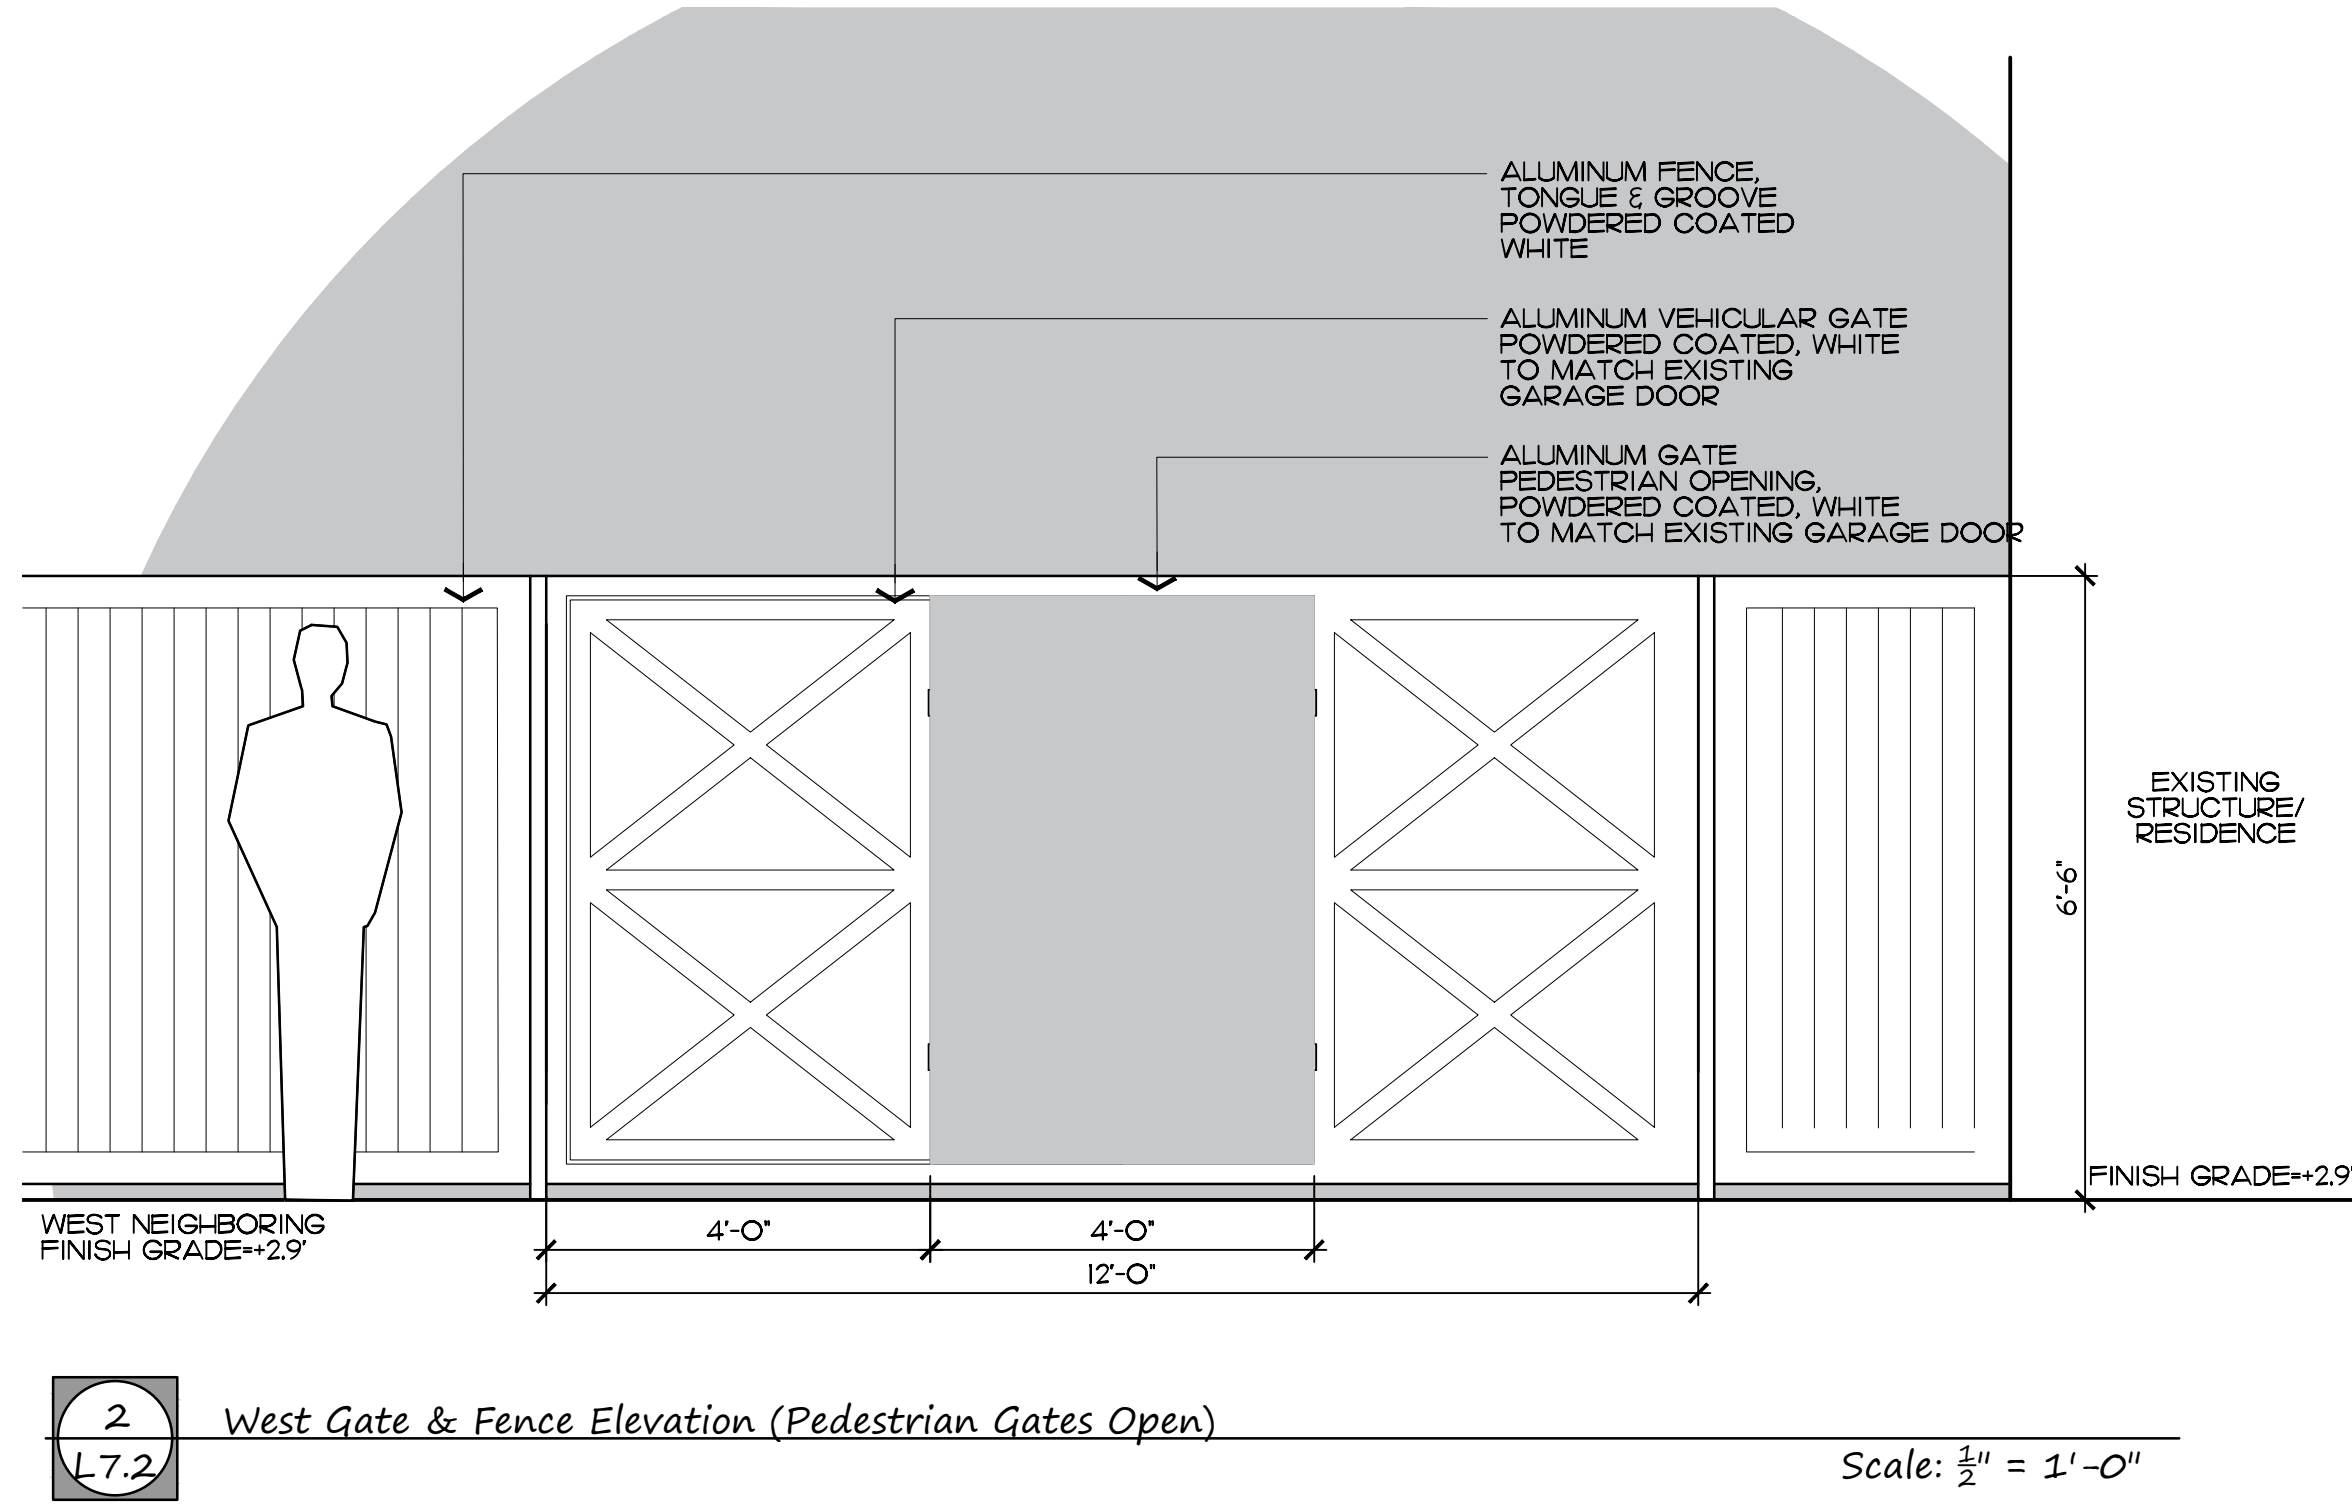 ALUMINUM FENCE,
TONGUE & GROOVE
POWDERED COATED
WHITE
ALUMINUM VEHICULAR GATE
POWDERED COATED, WHITE
TO MATCH EXISTING
GARAGE DOOR
ALUMINUM GATE
PEDESTRIAN OPENING,
POWDERED COATED, WHITE
TO MATCH EXISTING GARAGE DOOR
EXISTING
STRUCTURE/
RESIDENCE
6'-6"
FINISH GRADE=+2.9'
WEST NEIGHBORING
FINISH GRADE=+2.9'
4'-0"
4'-0"
12'-0"
2
L7.2
West Gate & Fence Elevation (Pedestrian Gates Open)
Scale: 1/2" = 1'-0"